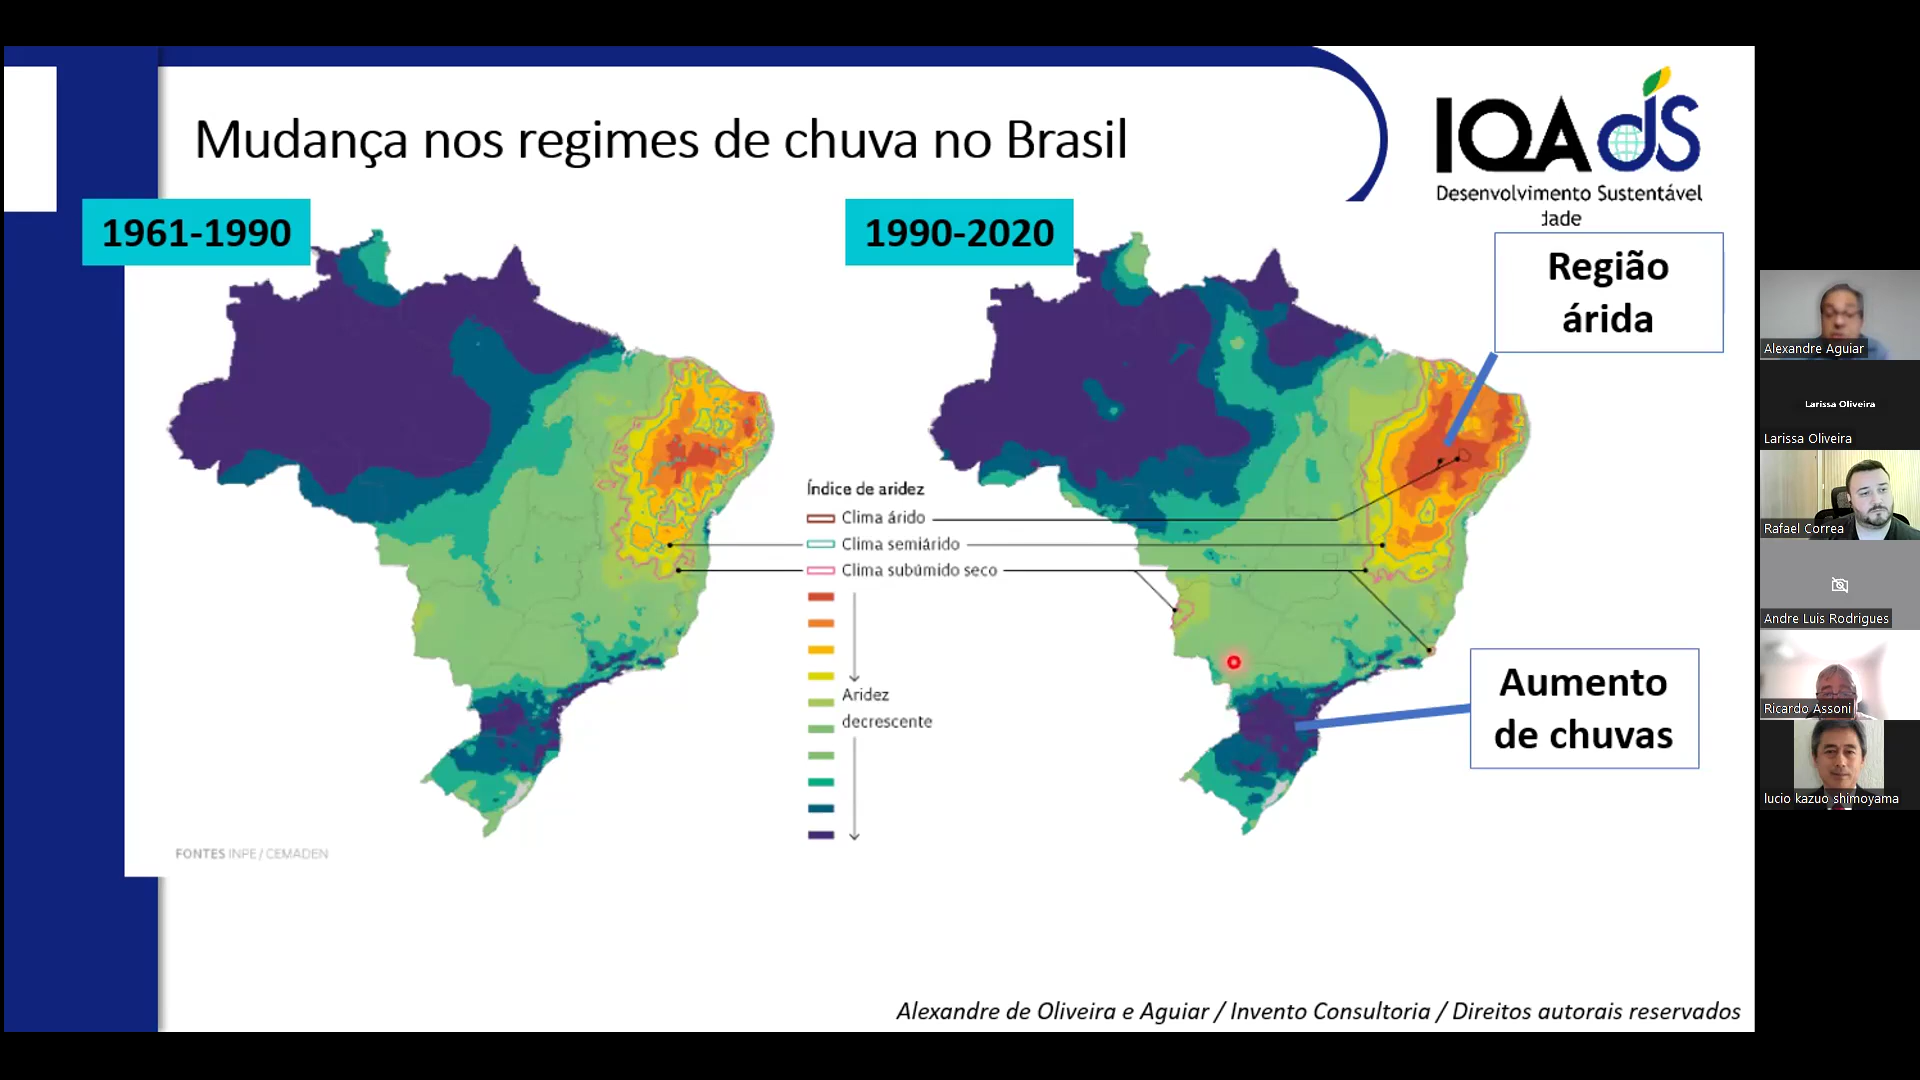 Mudança nos regimes de chuva no Brasil
IQAdS
Desenvolvimento Sustentável
dade
1961-1990
1990-2020
Região
árida
Índice de aridez
Clima árido
Clima semiárido
Clima subúmido seco
Aridez
decrescente
Aumento
de chuvas
FONTES INPE/CEMADEN
Alexandre de Oliveira e Aguiar / Invento Consultoria / Direitos autorais reservados
Alexandre Aguiar
Larissa Oliveira
Larissa Oliveira
Rafael Correa
Andre Luis Rodrigues
Ricardo Assoni
lucio kazuo shimoyama